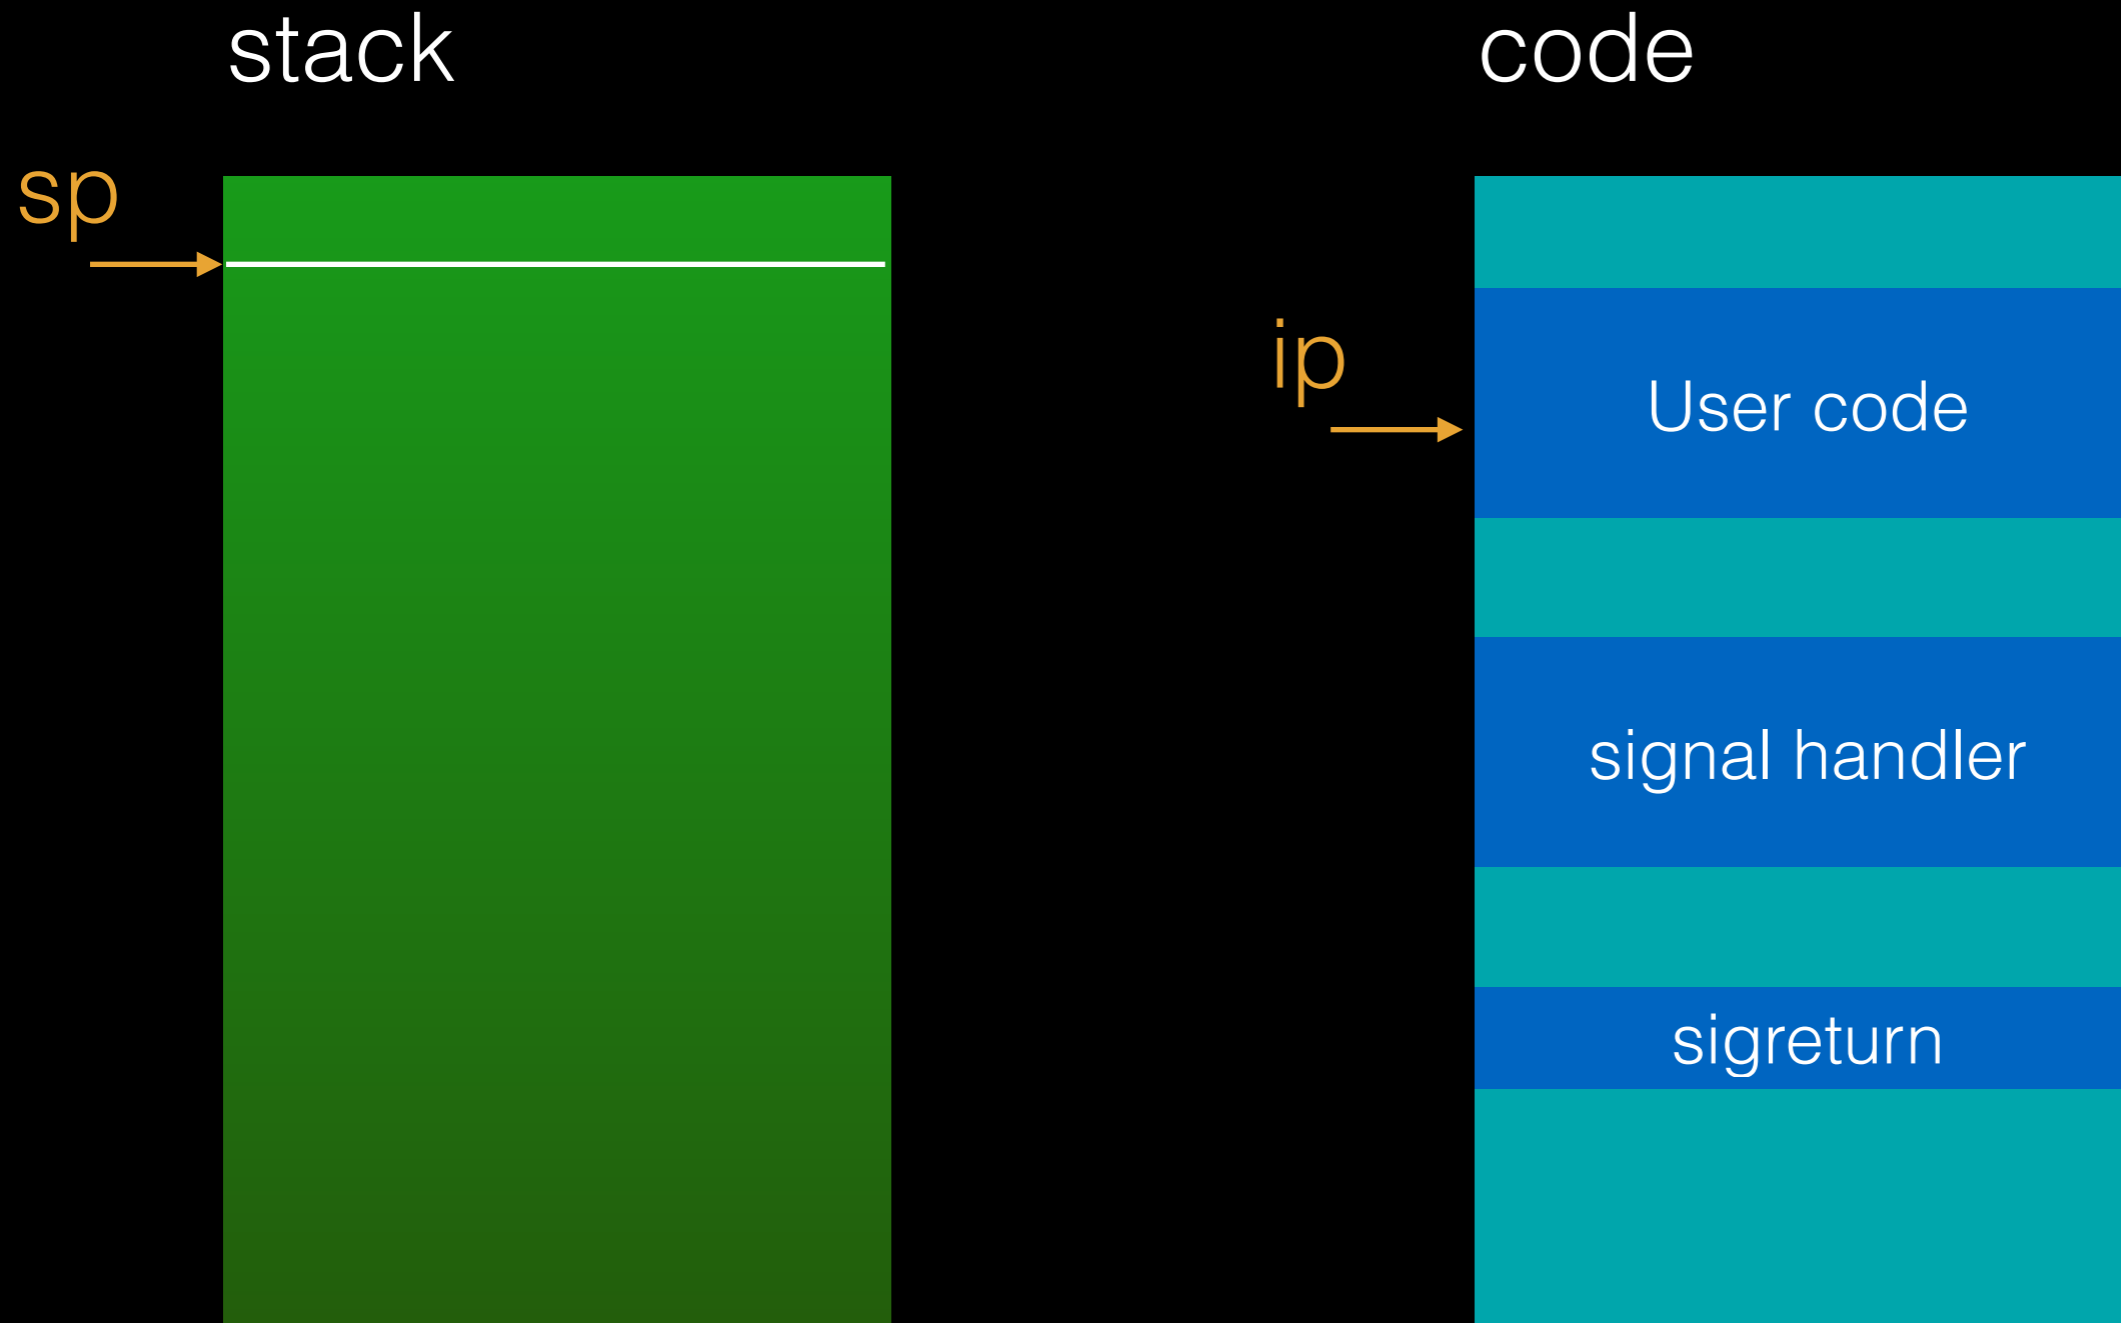 stack
code
sp
ip
User code
signal handler
sigreturn